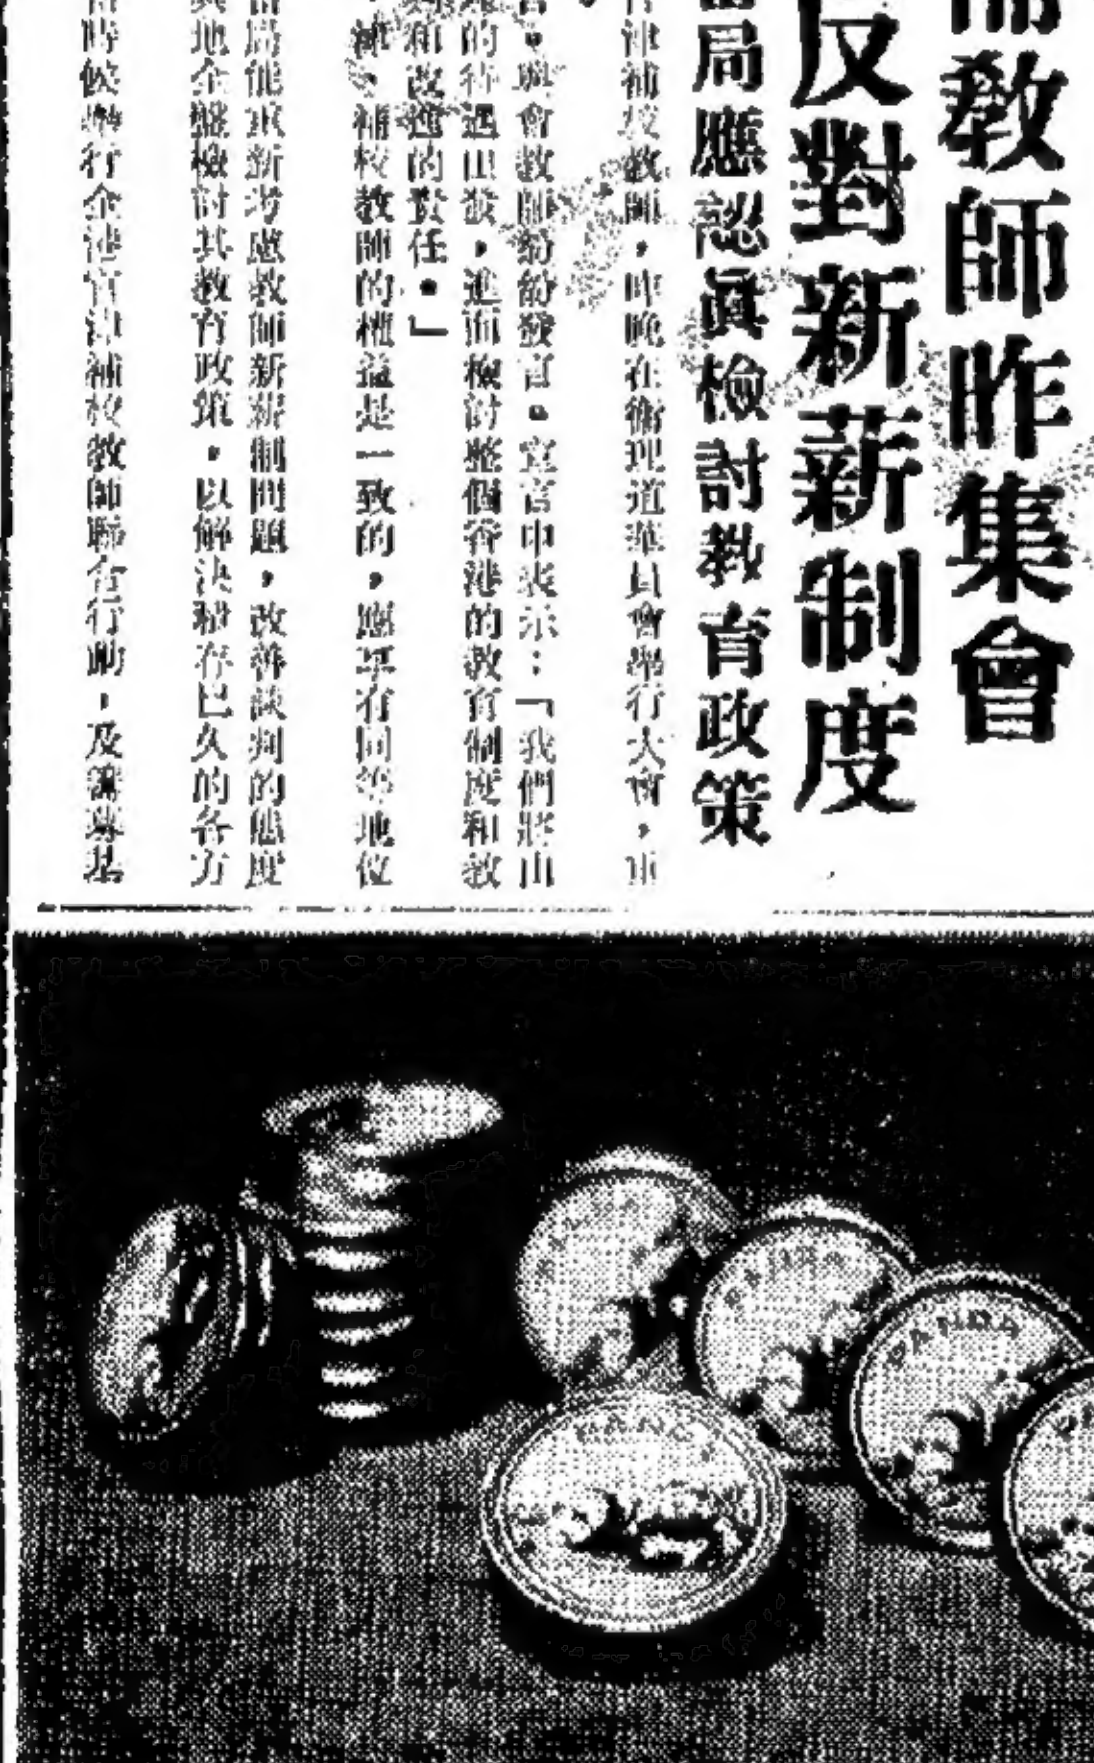 教師昨集會
反對新薪制度
局應認眞檢討教育政策
津補校教師，昨晚在衞理道華員會舉行大會，
會教師紛紛發言。宣言中表示：「我們將由
的待遇出發，進而檢討整個香港的教育制度和教
和改進的責任。」
補校教師的權益是一致的，應享有同等地位
當局能重新考慮教師新薪制問題，改善談判的態度
地全盤檢討其教育政策，以解決積存已久的各方
時候舉行全港官津補校教師聯合行動，及籌募基
PANDA
PANDA